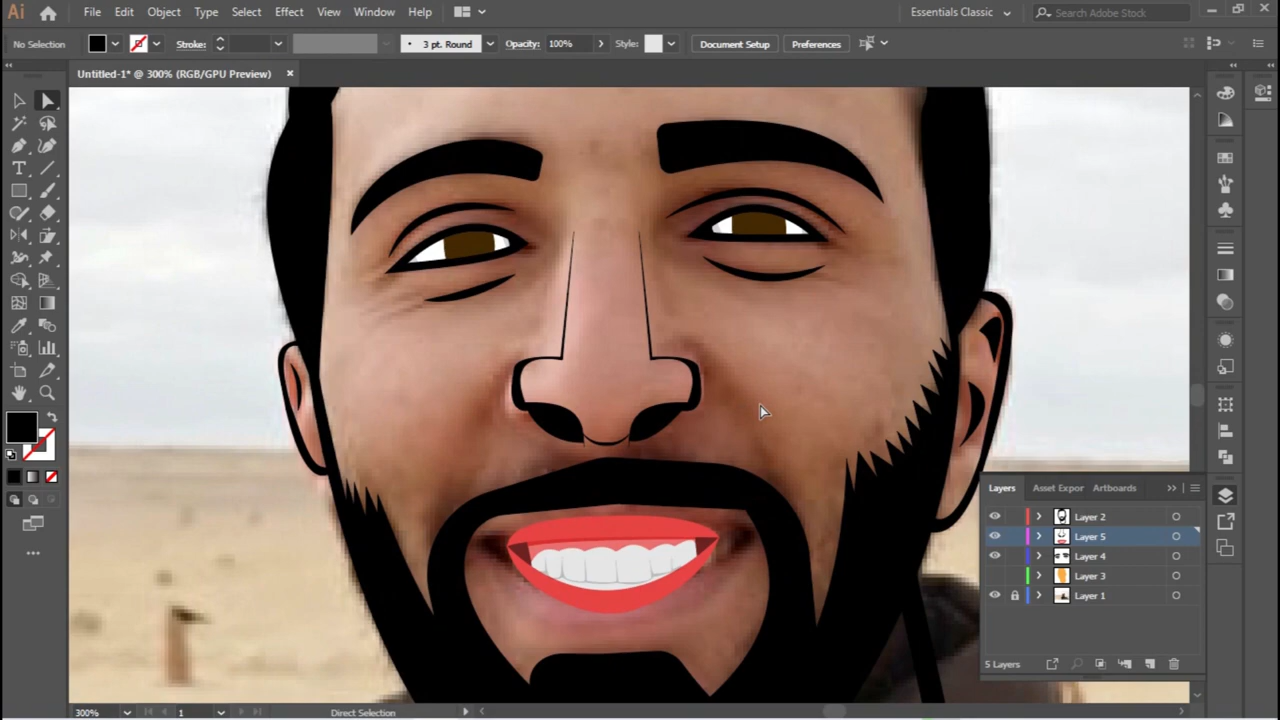 Ai File Edit Object Type Select Effect View Window Help Essentials Classic Search Adobe Stock
No Selection Stroke: 3 pt. Round Opacity: 100% Style: Document Setup Preferences
Untitled-1* @ 300% (RGB/GPU Preview)
Layers Asset Expor Artboards
Layer 2
Layer 5
Layer 4
Layer 3
Layer 1
5 Layers
300% 1 Direct Selection